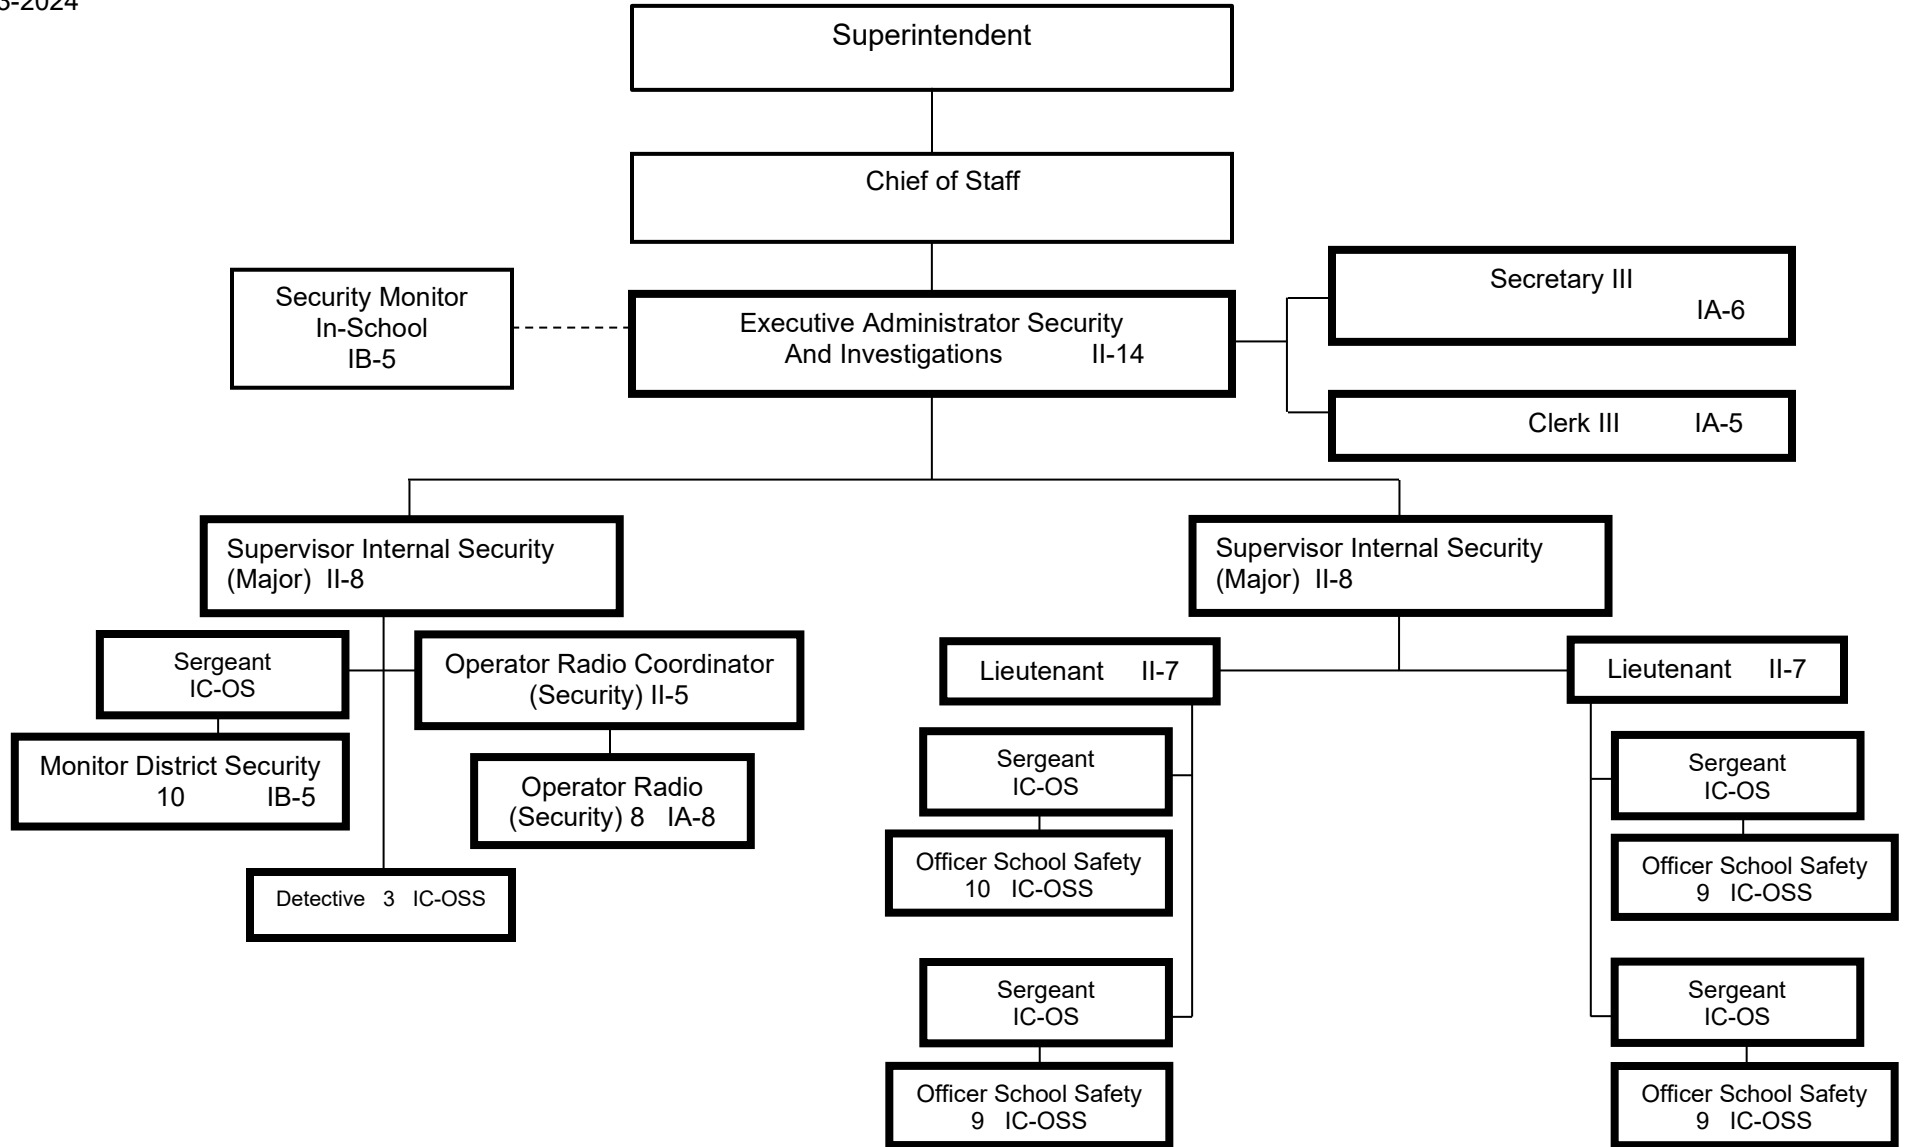 3-2024
Superintendent
Chief of Staff
Security Monitor
In-School
IB-5
Executive Administrator Security
And Investigations II-14
Secretary III
IA-6
Clerk III IA-5
Supervisor Internal Security
(Major) II-8
Supervisor Internal Security
(Major) II-8
Sergeant
IC-OS
Operator Radio Coordinator
(Security) II-5
Monitor District Security
10 IB-5
Operator Radio
(Security) 8 IA-8
Detective 3 IC-OSS
Lieutenant II-7
Lieutenant II-7
Sergeant
IC-OS
Officer School Safety
10 IC-OSS
Sergeant
IC-OS
Officer School Safety
9 IC-OSS
Sergeant
IC-OS
Officer School Safety
9 IC-OSS
Sergeant
IC-OS
Officer School Safety
9 IC-OSS